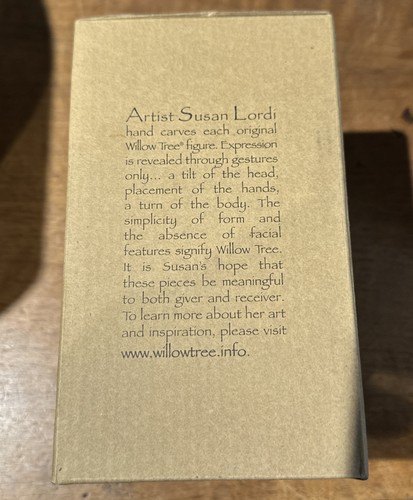 Artist Susan Lordi
hand carves each original
Willow Tree® figure. Expression
is revealed through gestures
only... a tilt of the head,
placement of the hands,
a turn of the body. The
simplicity of form and
the absence of facial
features signify Willow Tree.
It is Susan's hope that
these pieces be meaningful
to both giver and receiver.
To learn more about her art
and inspiration, please visit
www.willowtree.info.